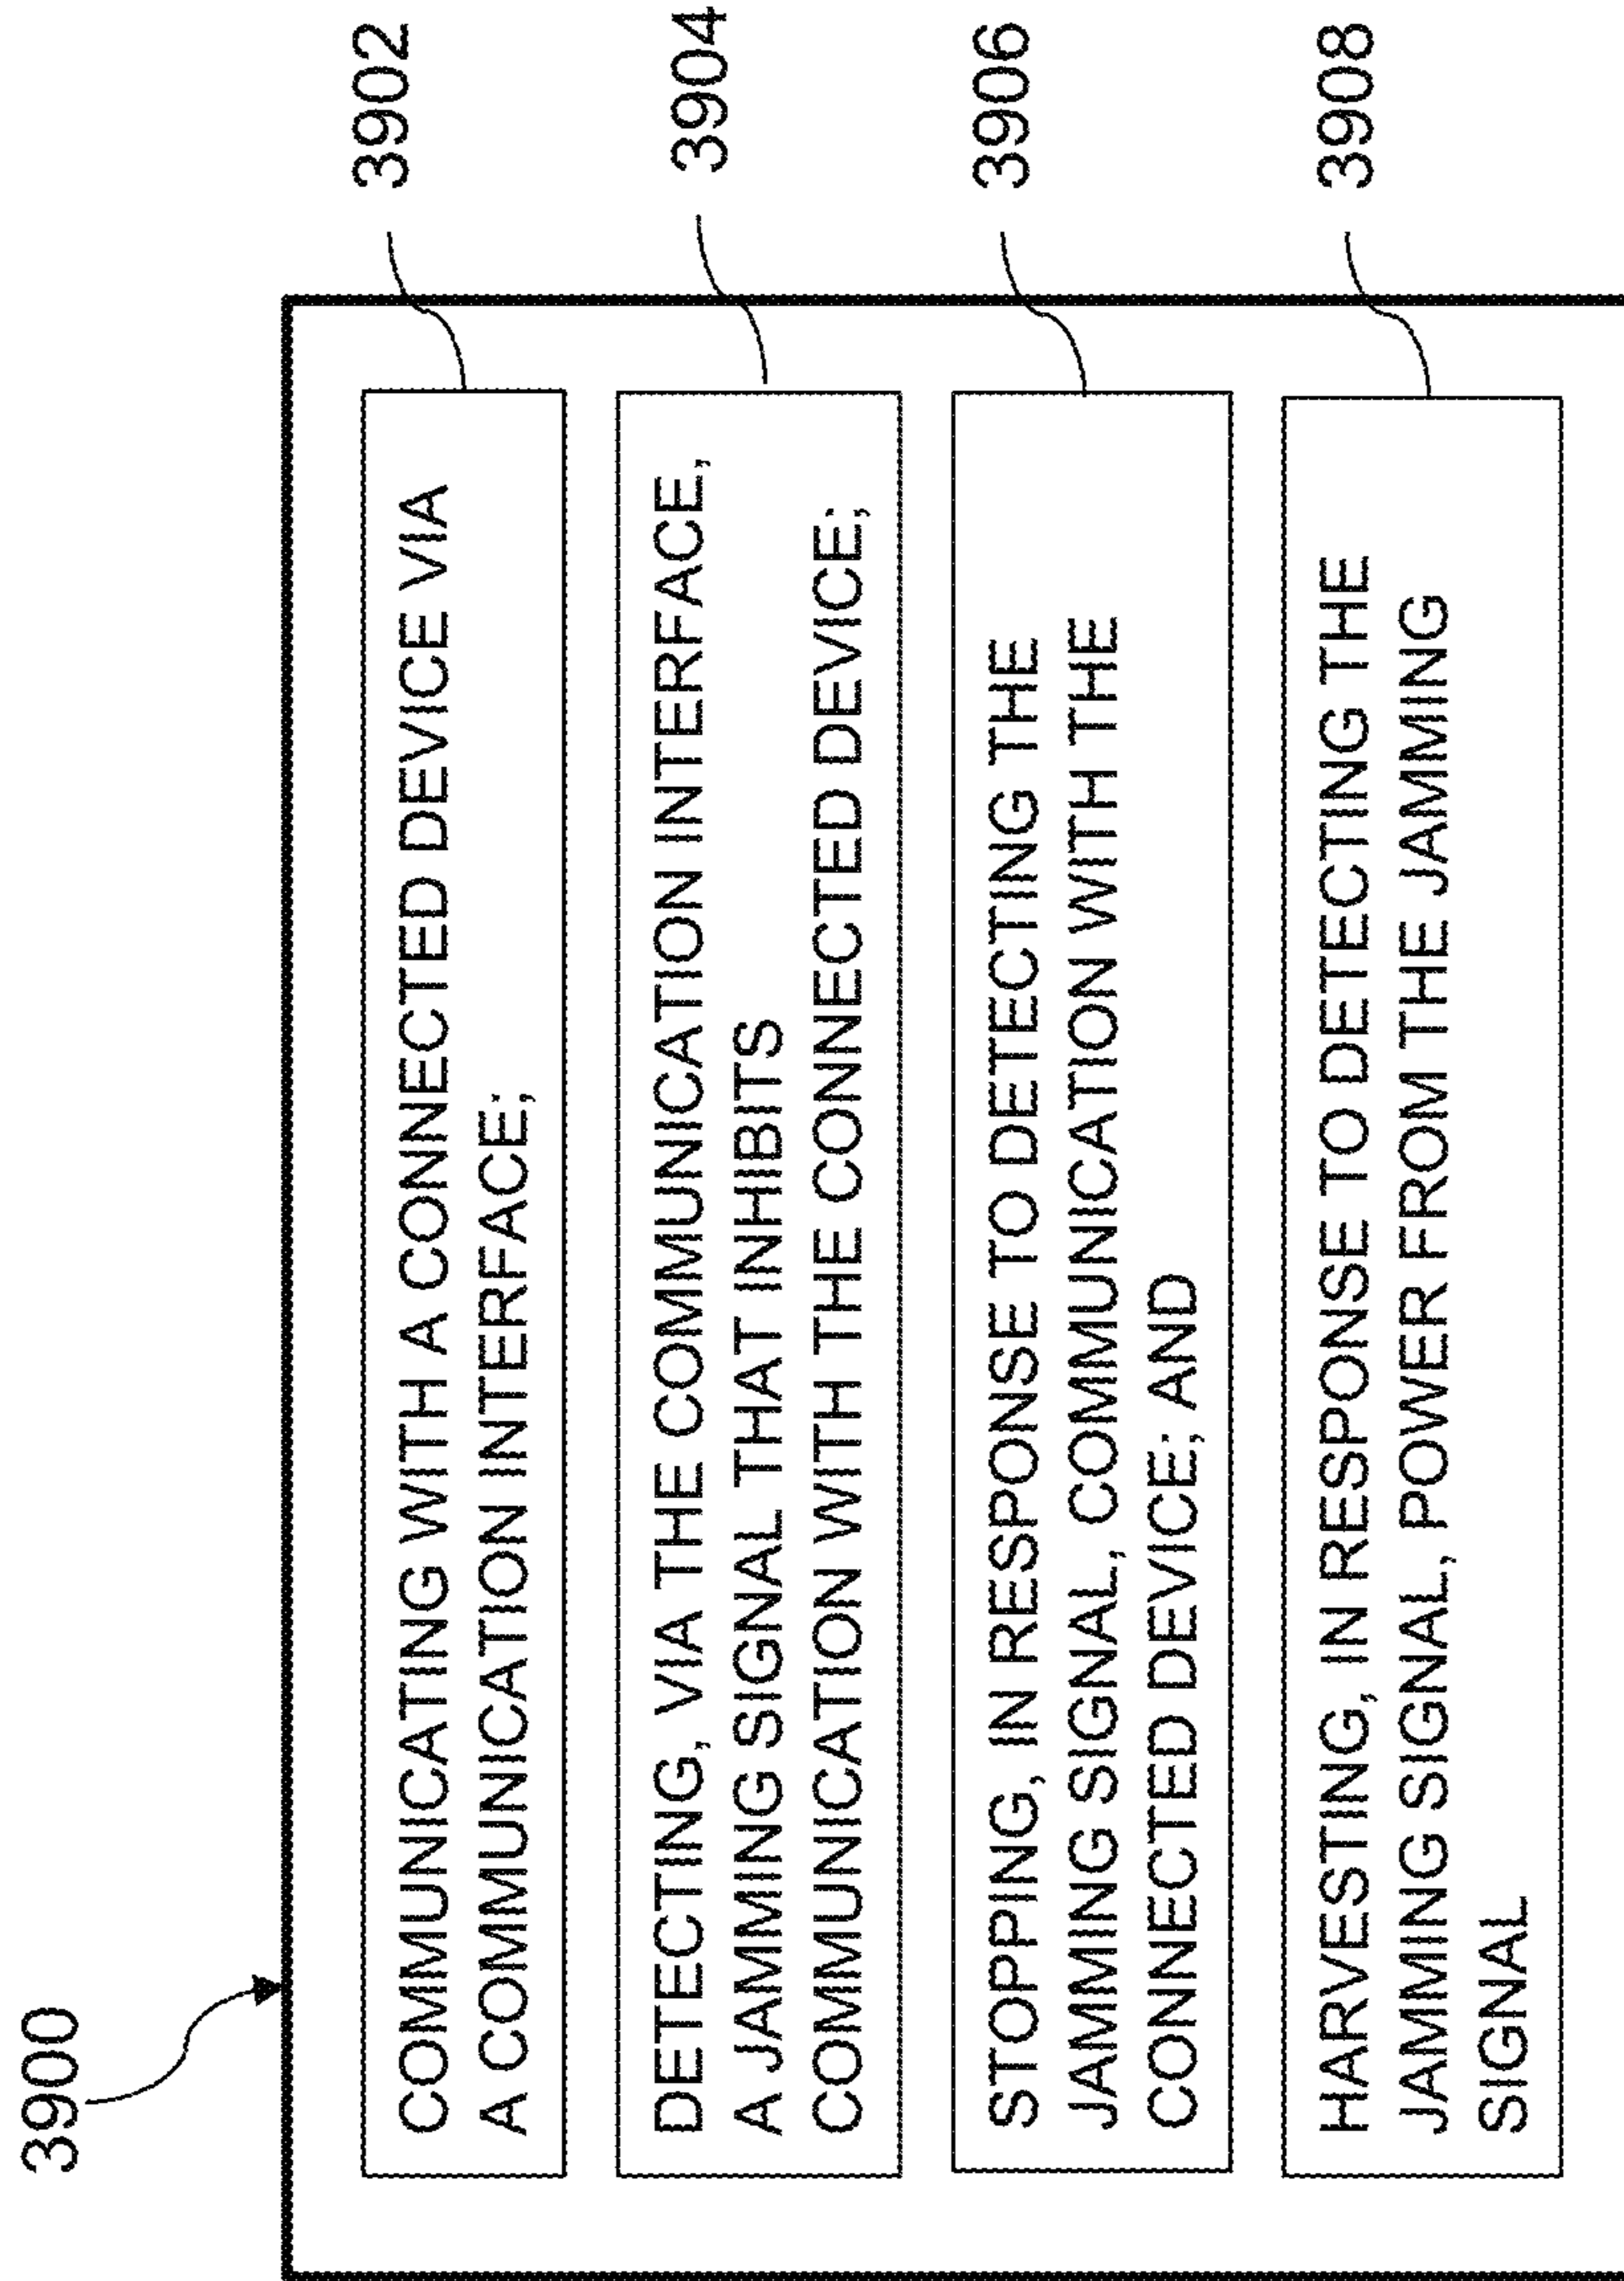 3900
COMMUNICATING WITH A CONNECTED DEVICE VIA
A COMMUNICATION INTERFACE;
3902
DETECTING, VIA THE COMMUNICATION INTERFACE,
A JAMMING SIGNAL THAT INHIBITS
COMMUNICATION WITH THE CONNECTED DEVICE;
3904
STOPPING, IN RESPONSE TO DETECTING THE
JAMMING SIGNAL, COMMUNICATION WITH THE
CONNECTED DEVICE; AND
3906
HARVESTING, IN RESPONSE TO DETECTING THE
JAMMING SIGNAL, POWER FROM THE JAMMING
SIGNAL
3908